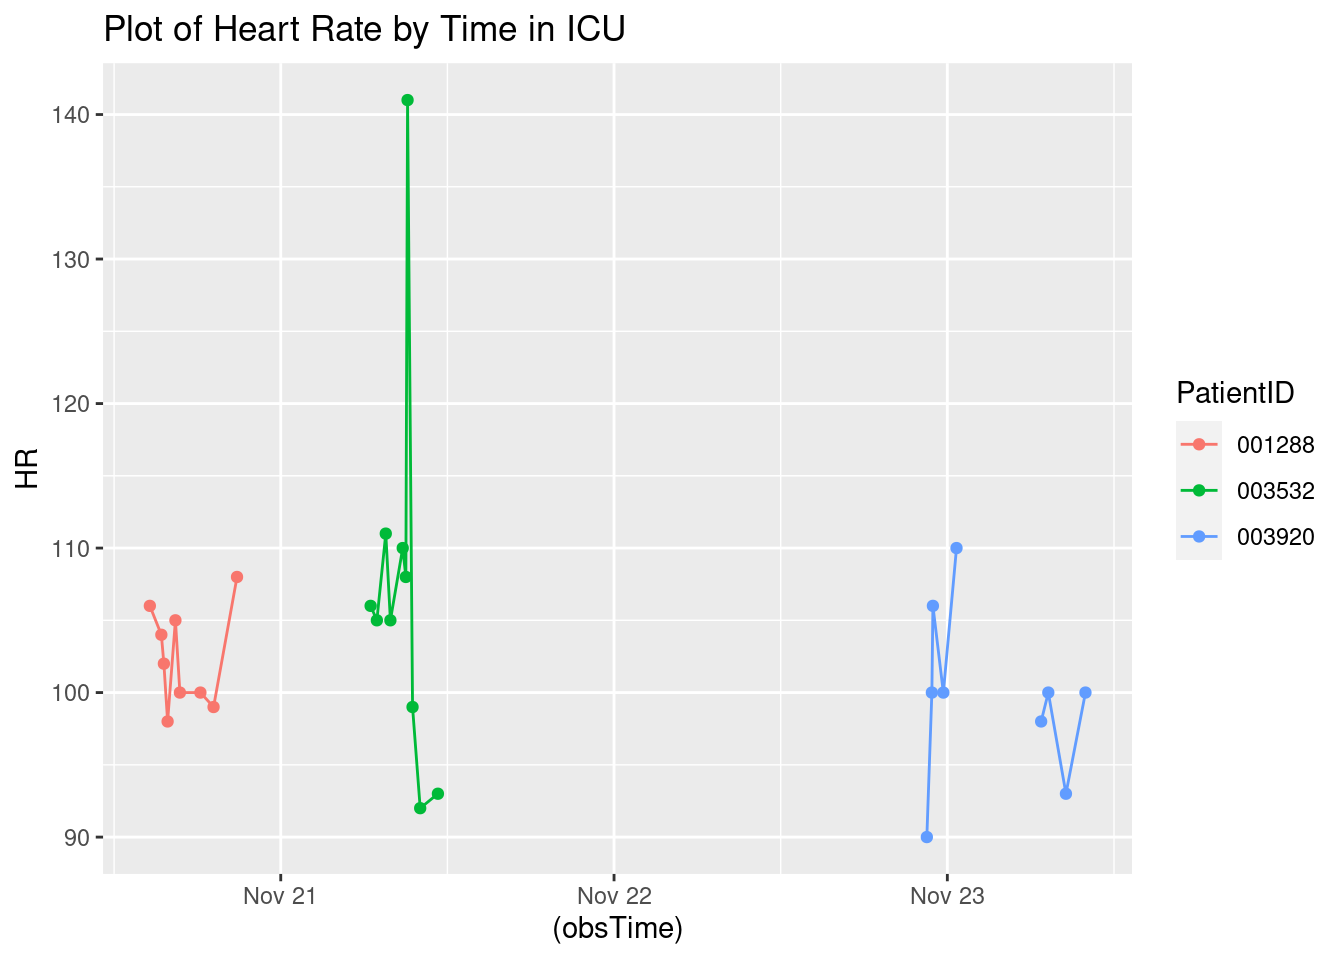 Plot of Heart Rate by Time in ICU
140
130
120
110
100
90
HR
Nov 21
Nov 22
Nov 23
(obsTime)
PatientID
001288
003532
003920